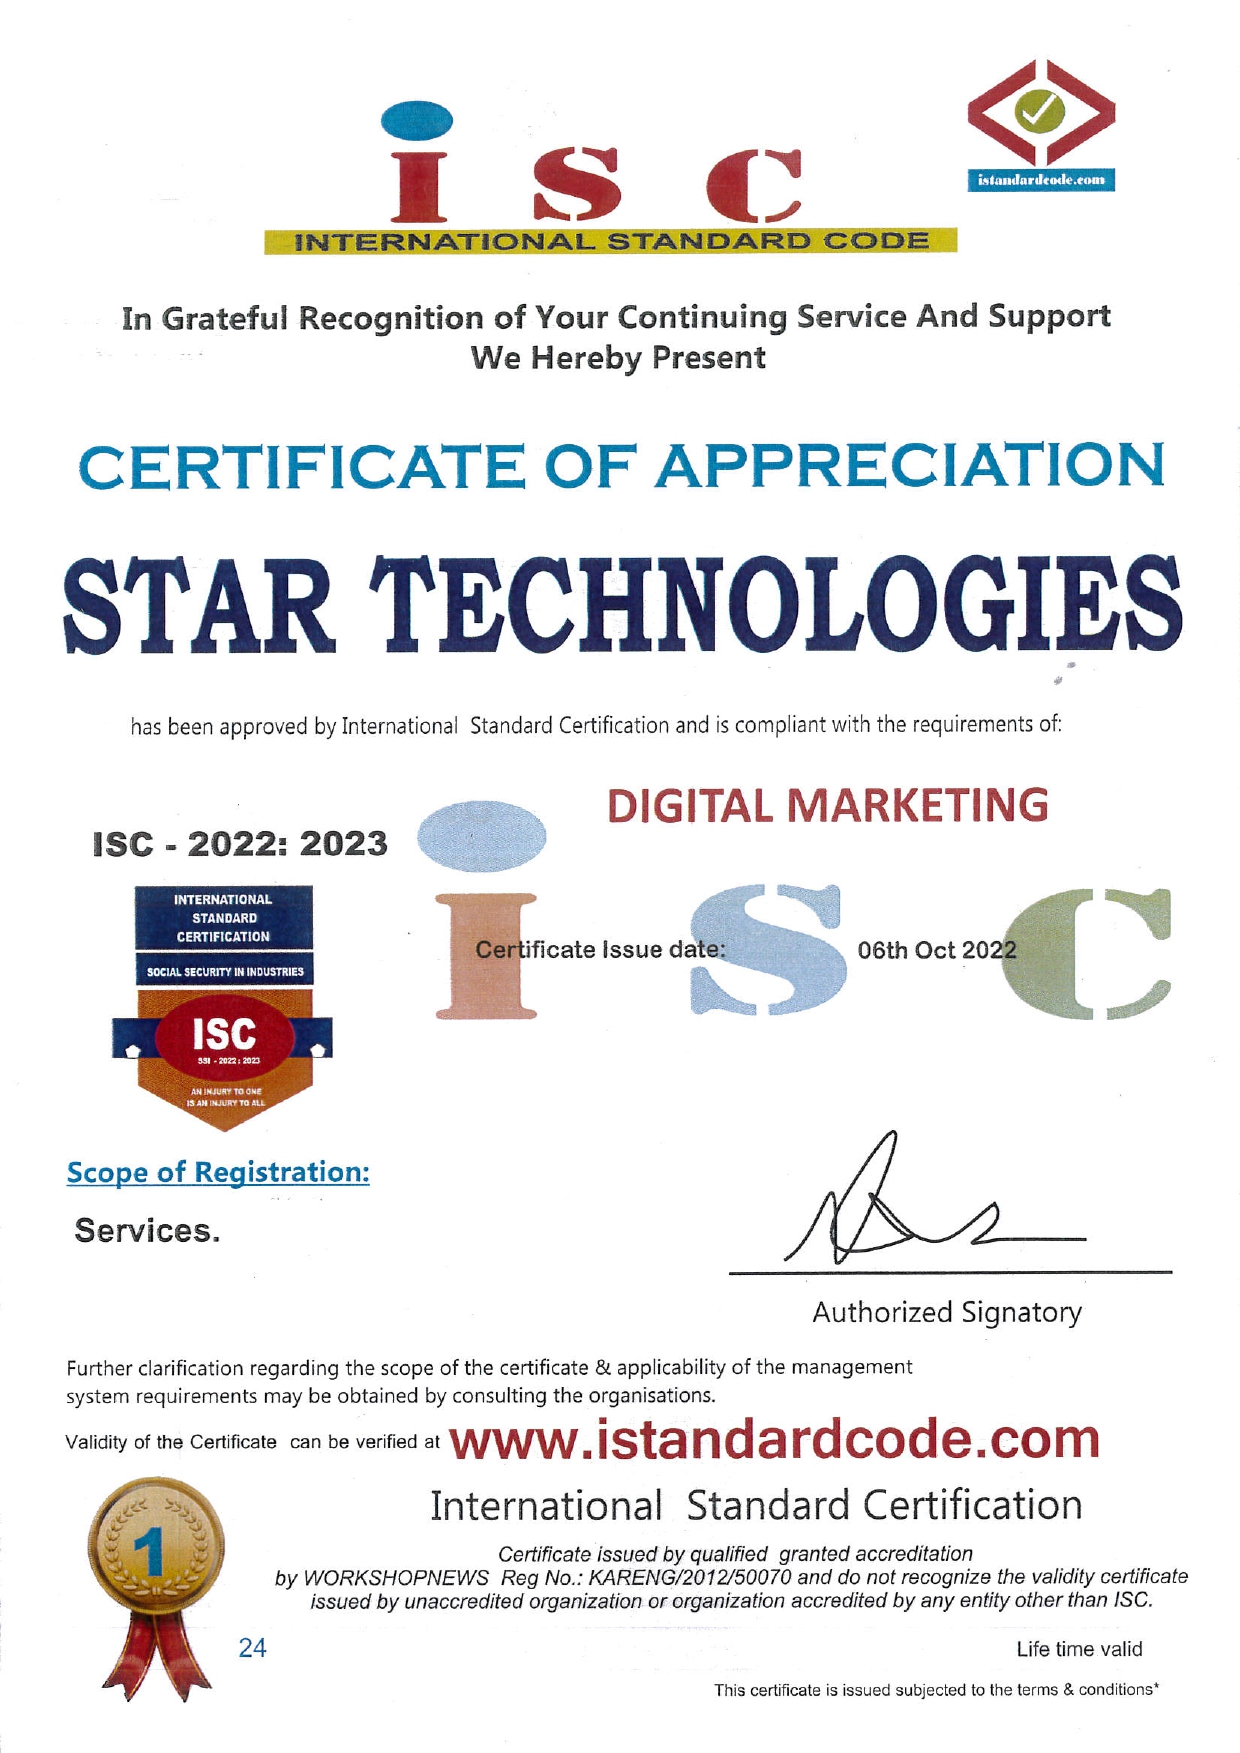 istandardcode.com
isc
INTERNATIONAL STANDARD CODE
In Grateful Recognition of Your Continuing Service And Support
We Hereby Present
CERTIFICATE OF APPRECIATION
STAR TECHNOLOGIES
has been approved by International Standard Certification and is compliant with the requirements of:
DIGITAL MARKETING
ISC - 2022: 2023
isc
INTERNATIONAL
STANDARD
CERTIFICATION
SOCIAL SECURITY IN INDUSTRIES
ISC
SSI - 2022 : 2023
AN INJURY TO ONE
IS AN INJURY TO ALL
Certificate Issue date: 06th Oct 2022
Scope of Registration:
Services.
Authorized Signatory
Further clarification regarding the scope of the certificate & applicability of the management
system requirements may be obtained by consulting the organisations.
Validity of the Certificate can be verified at www.istandardcode.com
International Standard Certification
Certificate issued by qualified granted accreditation
by WORKSHOPNEWS Reg No.: KARENG/2012/50070 and do not recognize the validity certificate
issued by unaccredited organization or organization accredited by any entity other than ISC.
1
24
Life time valid
This certificate is issued subjected to the terms & conditions*